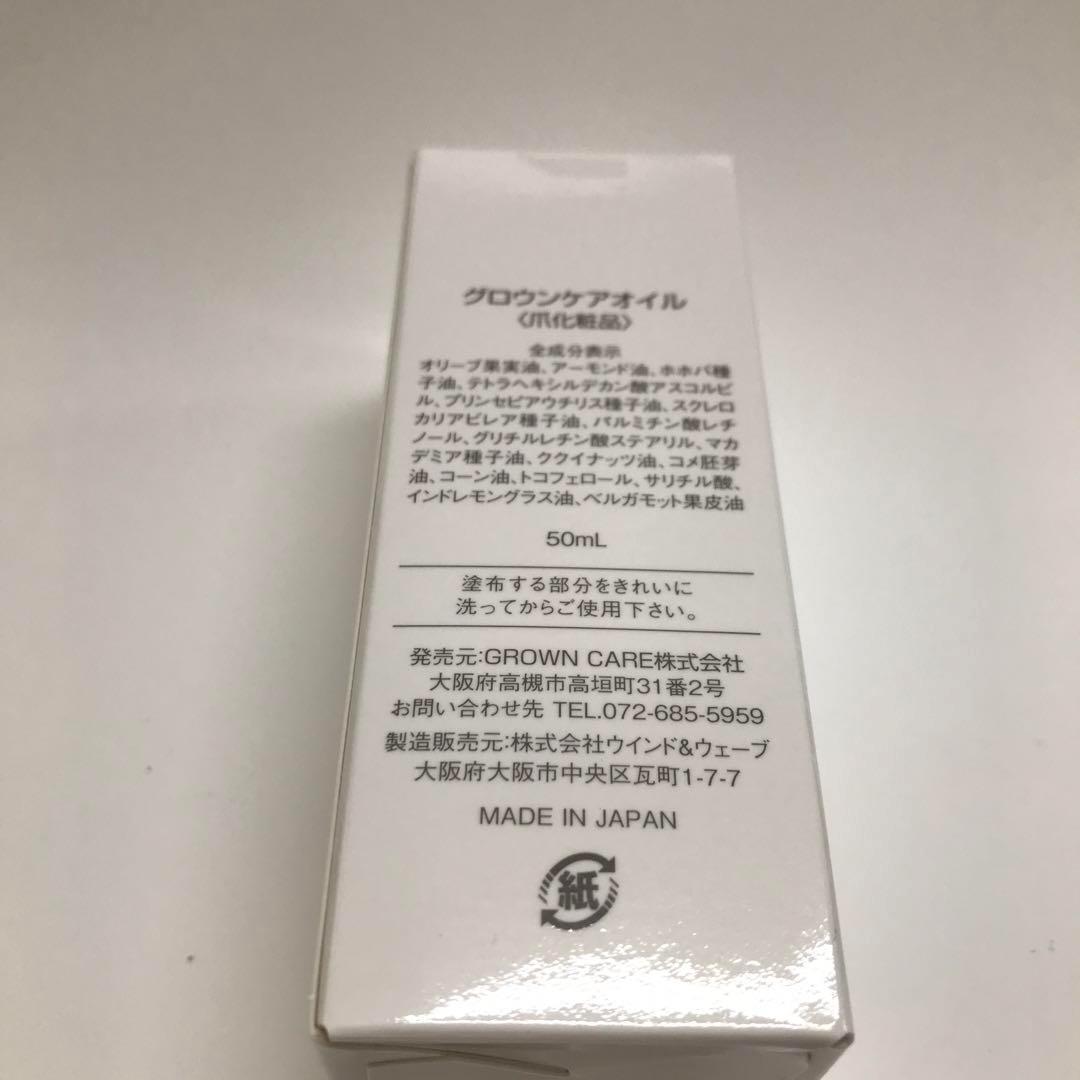 グロウンケアオイル
《爪化粧品》
全成分表示
オリーブ果実油、アーモンド油、ホホバ種
子油、テトラヘキシルデカン酸アスコルビ
ル、プリンセピアウチリス種子油、スクレロ
カリアビレア種子油、パルミチン酸レチ
ノール、グリチルレチン酸ステアリル、マカ
デミア種子油、ククイナッツ油、コメ胚芽
油、コーン油、トコフェロール、サリチル酸、
インドレモングラス油、ベルガモット果皮油
50mL
塗布する部分をきれいに
洗ってからご使用下さい。
発売元:GROWN CARE株式会社
大阪府高槻市高垣町31番2号
お問い合わせ先 TEL.072-685-5959
製造販売元:株式会社ウインド&ウェーブ
大阪府大阪市中央区瓦町1-7-7
MADE IN JAPAN
紙